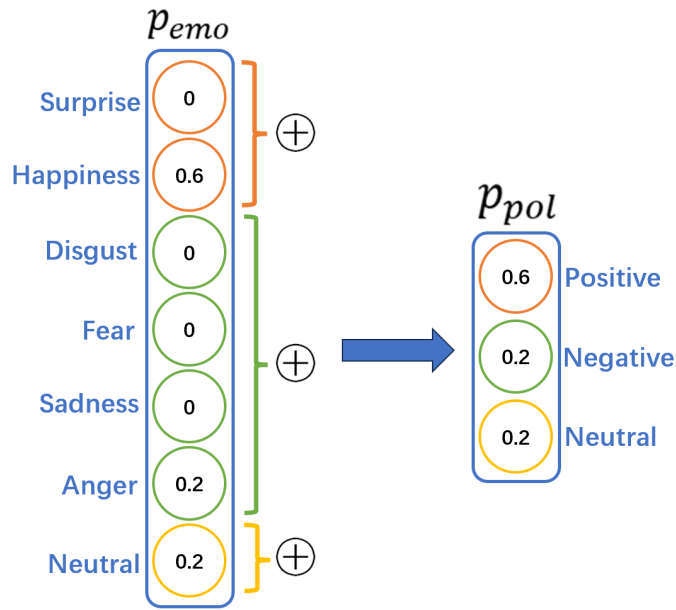 p_emo
Surprise 0
Happiness 0.6
Disgust 0
Fear 0
Sadness 0
Anger 0.2
Neutral 0.2
p_pol
0.6 Positive
0.2 Negative
0.2 Neutral